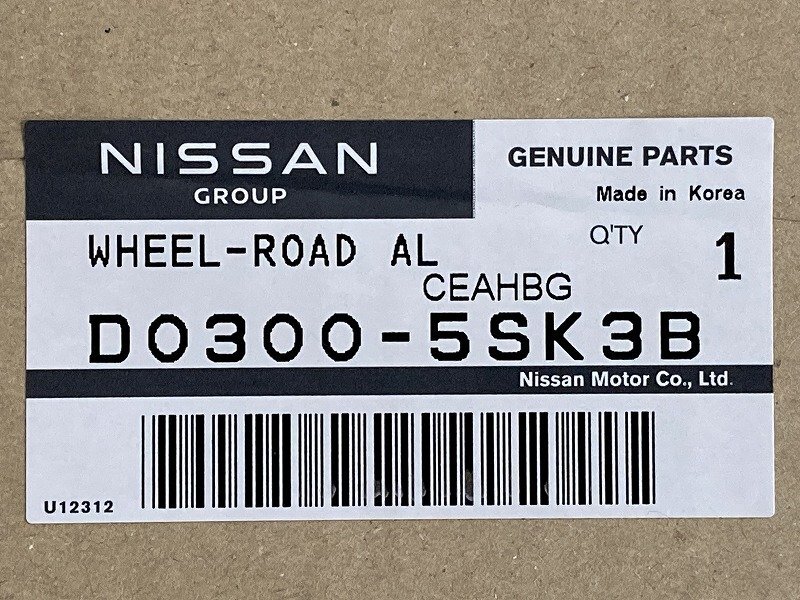 NISSAN
GROUP
GENUINE PARTS
Made in Korea
WHEEL-ROAD AL
Q'TY 1
CEAHBG
D0300-5SK3B
Nissan Motor Co., Ltd.
U12312